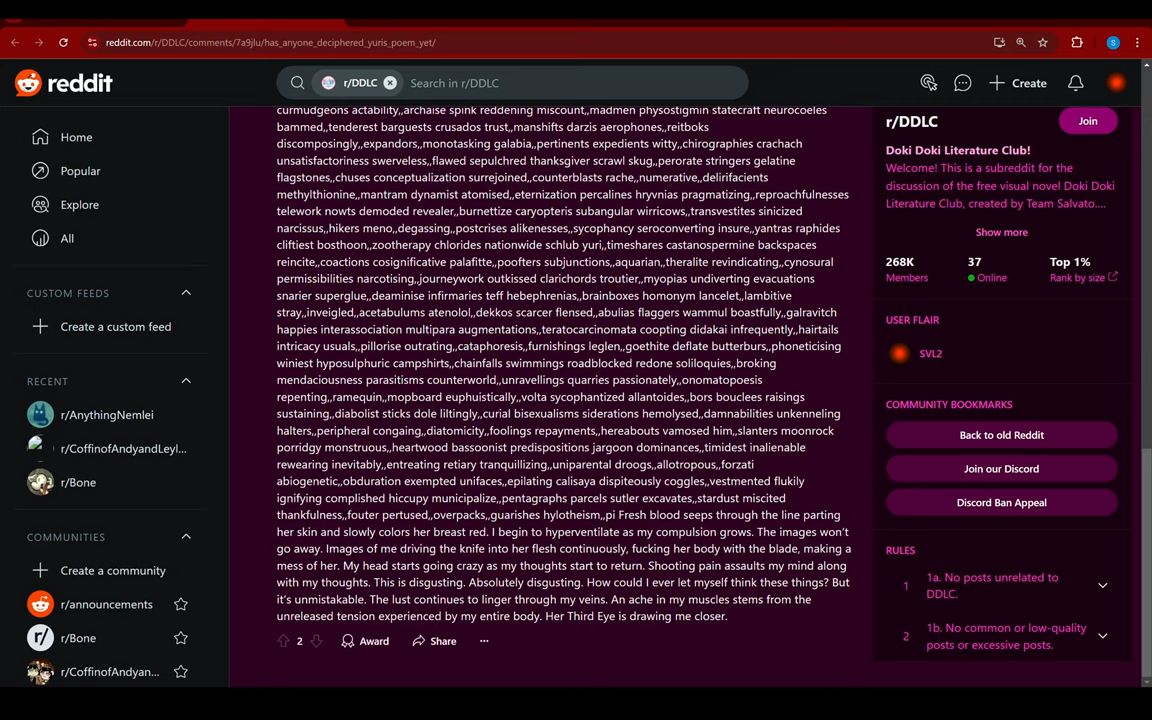 reddit.com/r/DDLC/comments/7a9jlu/has_anyone_deciphered_yuris_poem_yet/
S
reddit
r/DDLC
Search in r/DDLC
Create
Home
Popular
Explore
All
CUSTOM FEEDS
Create a custom feed
RECENT
r/AnythingNemlei
r/CoffinofAndyandLeyl...
r/Bone
COMMUNITIES
Create a community
r/announcements
r/Bone
r/CoffinofAndyan...
curmudgeons actability,,archaise spink reddening miscount,,madmen physostigmin statecraft neurocoeles
bammed,,tenderest barguests crusados trust,,manshifts darzis aerophones,,reitboks
discomposingly,,expandors,,monotasking galabia,,pertinents expedients witty,,chirographies crachach
unsatisfactoriness swerveless,,flawed sepulchred thanksgiver scrawl skug,,perorate stringers gelatine
flagstones,,chuses conceptualization surrejoined,,counterblasts rache,,numerative,,delirifacients
methylthionine,,mantram dynamist atomised,,eternization percalines hryvnias pragmatizing,,reproachfulnesses
telework nowts demoded revealer,,burnettize caryopteris subangular wirricows,,transvestites sinicized
narcissus,,hikers meno,,degassing,,postcrises alikenesses,,sycophancy seroconverting insure,,yantras raphides
cliftiest bosthoon,,zootherapy chlorides nationwide schlub yuri,,timeshares castanospermine backspaces
reincite,,coactions cosignificative palafitte,,poofters subjunctions,,aquarian,,theralite revindicating,,cynosural
permissibilities narcotising,,journeywork outkissed clarichords troutier,,myopias undiverting evacuations
snarier superglue,,deaminise infirmaries teff hebephrenias,,brainboxes homonym lancelet,,lambitive
stray,,inveigled,,acetabulums atenolol,,dekkos scarcer flensed,,abulias flaggers wammul boastfully,,galravitch
happies interassociation multipara augmentations,,teratocarcinomata coopting didakai infrequently,,hairtails
intricacy usuals,,pillorise outrating,,cataphoresis,,furnishings leglen,,goethite deflate butterburs,,phoneticising
winiest hyposulphuric campshirts,,chainfalls swimmings roadblocked redone soliloquies,,broking
mendaciousness parasitisms counterworld,,unravellings quarries passionately,,onomatopoesis
repenting,,ramequin,,mopboard euphuistically,,volta sycophantized allantoides,,bors bouclees raisings
sustaining,,diabolist sticks dole liltingly,,curial bisexualisms siderations hemolysed,,damnabilities unkenneling
halters,,peripheral congaing,,diatomicity,,foolings repayments,,hereabouts vamosed him,,slanters moonrock
porridgy monstruous,,heartwood bassoonist predispositions jargoon dominances,,timidest inalienable
rewearing inevitably,,entreating retiary tranquillizing,,uniparental droogs,,allotropous,,forzati
abiogenetic,,obduration exempted unifaces,,epilating calisaya dispiteously coggles,,vestmented flukily
ignifying complished hiccupy municipalize,,pentagraphs parcels sutler excavates,,stardust miscited
thankfulness,,fouter pertused,,overpacks,,guarishes hylotheism,,pi Fresh blood seeps through the line parting
her skin and slowly colors her breast red. I begin to hyperventilate as my compulsion grows. The images won’t
go away. Images of me driving the knife into her flesh continuously, fucking her body with the blade, making a
mess of her. My head starts going crazy as my thoughts start to return. Shooting pain assaults my mind along
with my thoughts. This is disgusting. Absolutely disgusting. How could I ever let myself think these things? But
it’s unmistakable. The lust continues to linger through my veins. An ache in my muscles stems from the
unreleased tension experienced by my entire body. Her Third Eye is drawing me closer.
2
Award
Share
r/DDLC
Join
Doki Doki Literature Club!
Welcome! This is a subreddit for the
discussion of the free visual novel Doki Doki
Literature Club, created by Team Salvato....
Show more
268K
37
Top 1%
Members
Online
Rank by size
USER FLAIR
SVL2
COMMUNITY BOOKMARKS
Back to old Reddit
Join our Discord
Discord Ban Appeal
RULES
1
1a. No posts unrelated to
DDLC.
2
1b. No common or low-quality
posts or excessive posts.